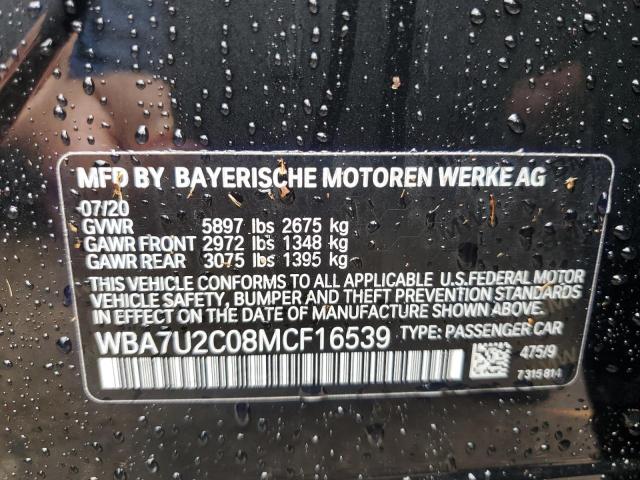 MFD BY BAYERISCHE MOTOREN WERKE AG
07/20
GVWR 5897 lbs 2675 kg
GAWR FRONT 2972 lbs 1348 kg
GAWR REAR 3075 lbs 1395 kg
THIS VEHICLE CONFORMS TO ALL APPLICABLE U.S.FEDERAL MOTOR
VEHICLE SAFETY, BUMPER AND THEFT PREVENTION STANDARDS
IN EFFECT ON THE DATE OF MANUFACTURE SHOWN ABOVE.
WBA7U2C08MCF16539 TYPE: PASSENGER CAR
475/9
7315814